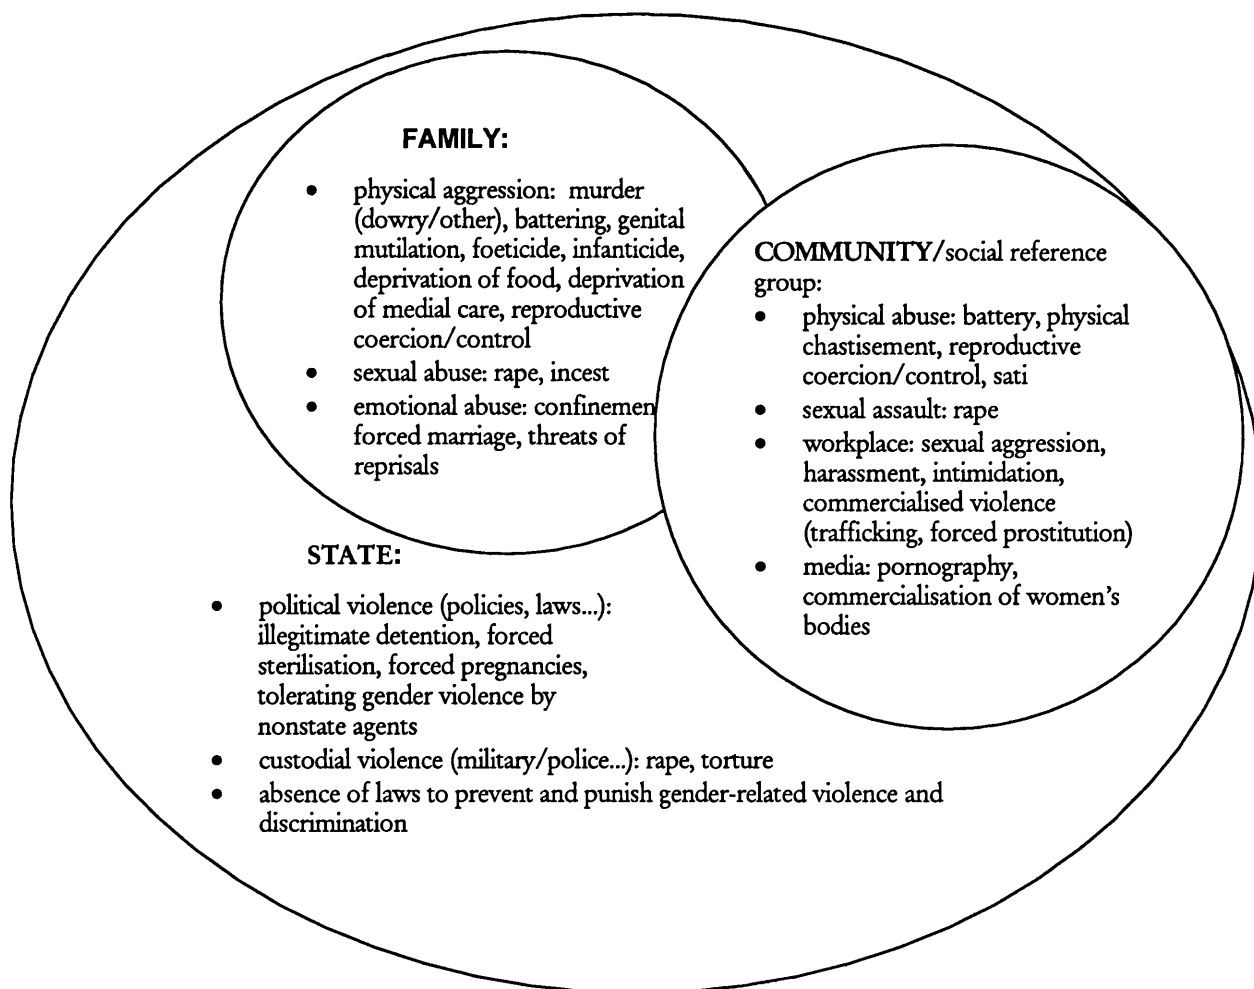 FAMILY:
• physical aggression: murder
(dowry/other), battering, genital
mutilation, foeticide, infanticide,
deprivation of food, deprivation
of medial care, reproductive
coercion/control
• sexual abuse: rape, incest
• emotional abuse: confinemen
forced marriage, threats of
reprisals
COMMUNITY/social reference
group:
• physical abuse: battery, physical
chastisement, reproductive
coercion/control, sati
• sexual assault: rape
• workplace: sexual aggression,
harassment, intimidation,
commercialised violence
(trafficking, forced prostitution)
• media: pornography,
commercialisation of women's
bodies
STATE:
• political violence (policies, laws...):
illegitimate detention, forced
sterilisation, forced pregnancies,
tolerating gender violence by
nonstate agents
• custodial violence (military/police...): rape, torture
• absence of laws to prevent and punish gender-related violence and
discrimination